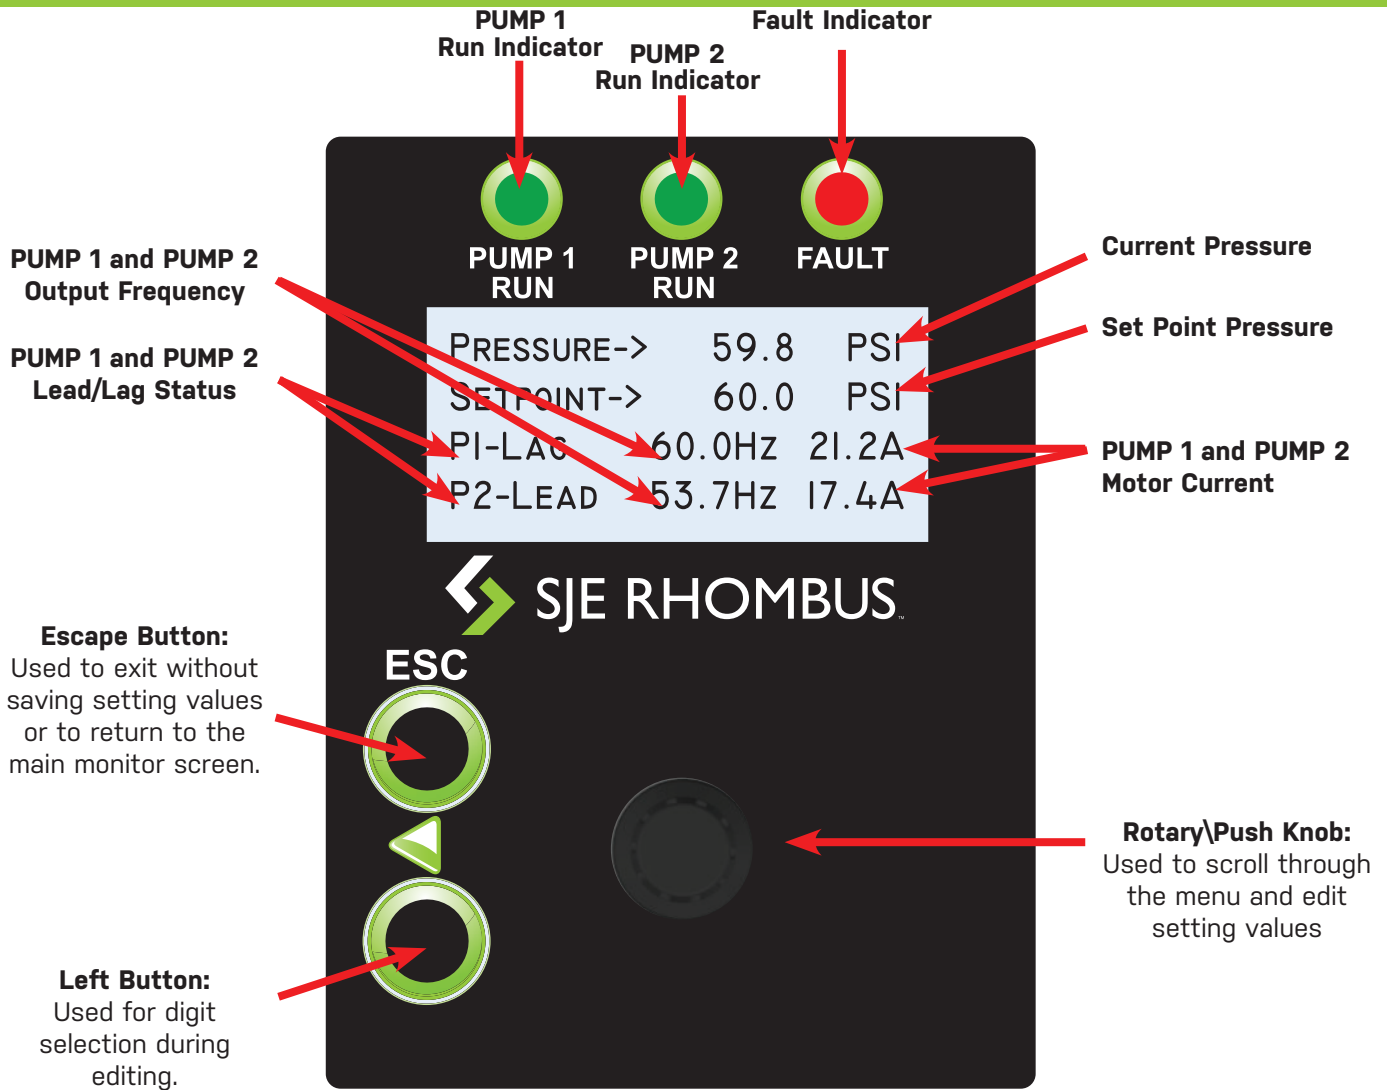 PUMP 1
Run Indicator
PUMP 2
Run Indicator
Fault Indicator
PUMP 1
RUN
PUMP 2
RUN
FAULT
PUMP 1 and PUMP 2
Output Frequency
PUMP 1 and PUMP 2
Lead/Lag Status
Current Pressure
Set Point Pressure
PUMP 1 and PUMP 2
Motor Current
PRESSURE-> 59.8 PSI
SETPOINT-> 60.0 PSI
P1-LAG 60.0Hz 21.2A
P2-LEAD 53.7Hz 17.4A
SJE RHOMBUS™
Escape Button:
Used to exit without
saving setting values
or to return to the
main monitor screen.
ESC
Rotary\Push Knob:
Used to scroll through
the menu and edit
setting values
Left Button:
Used for digit
selection during
editing.